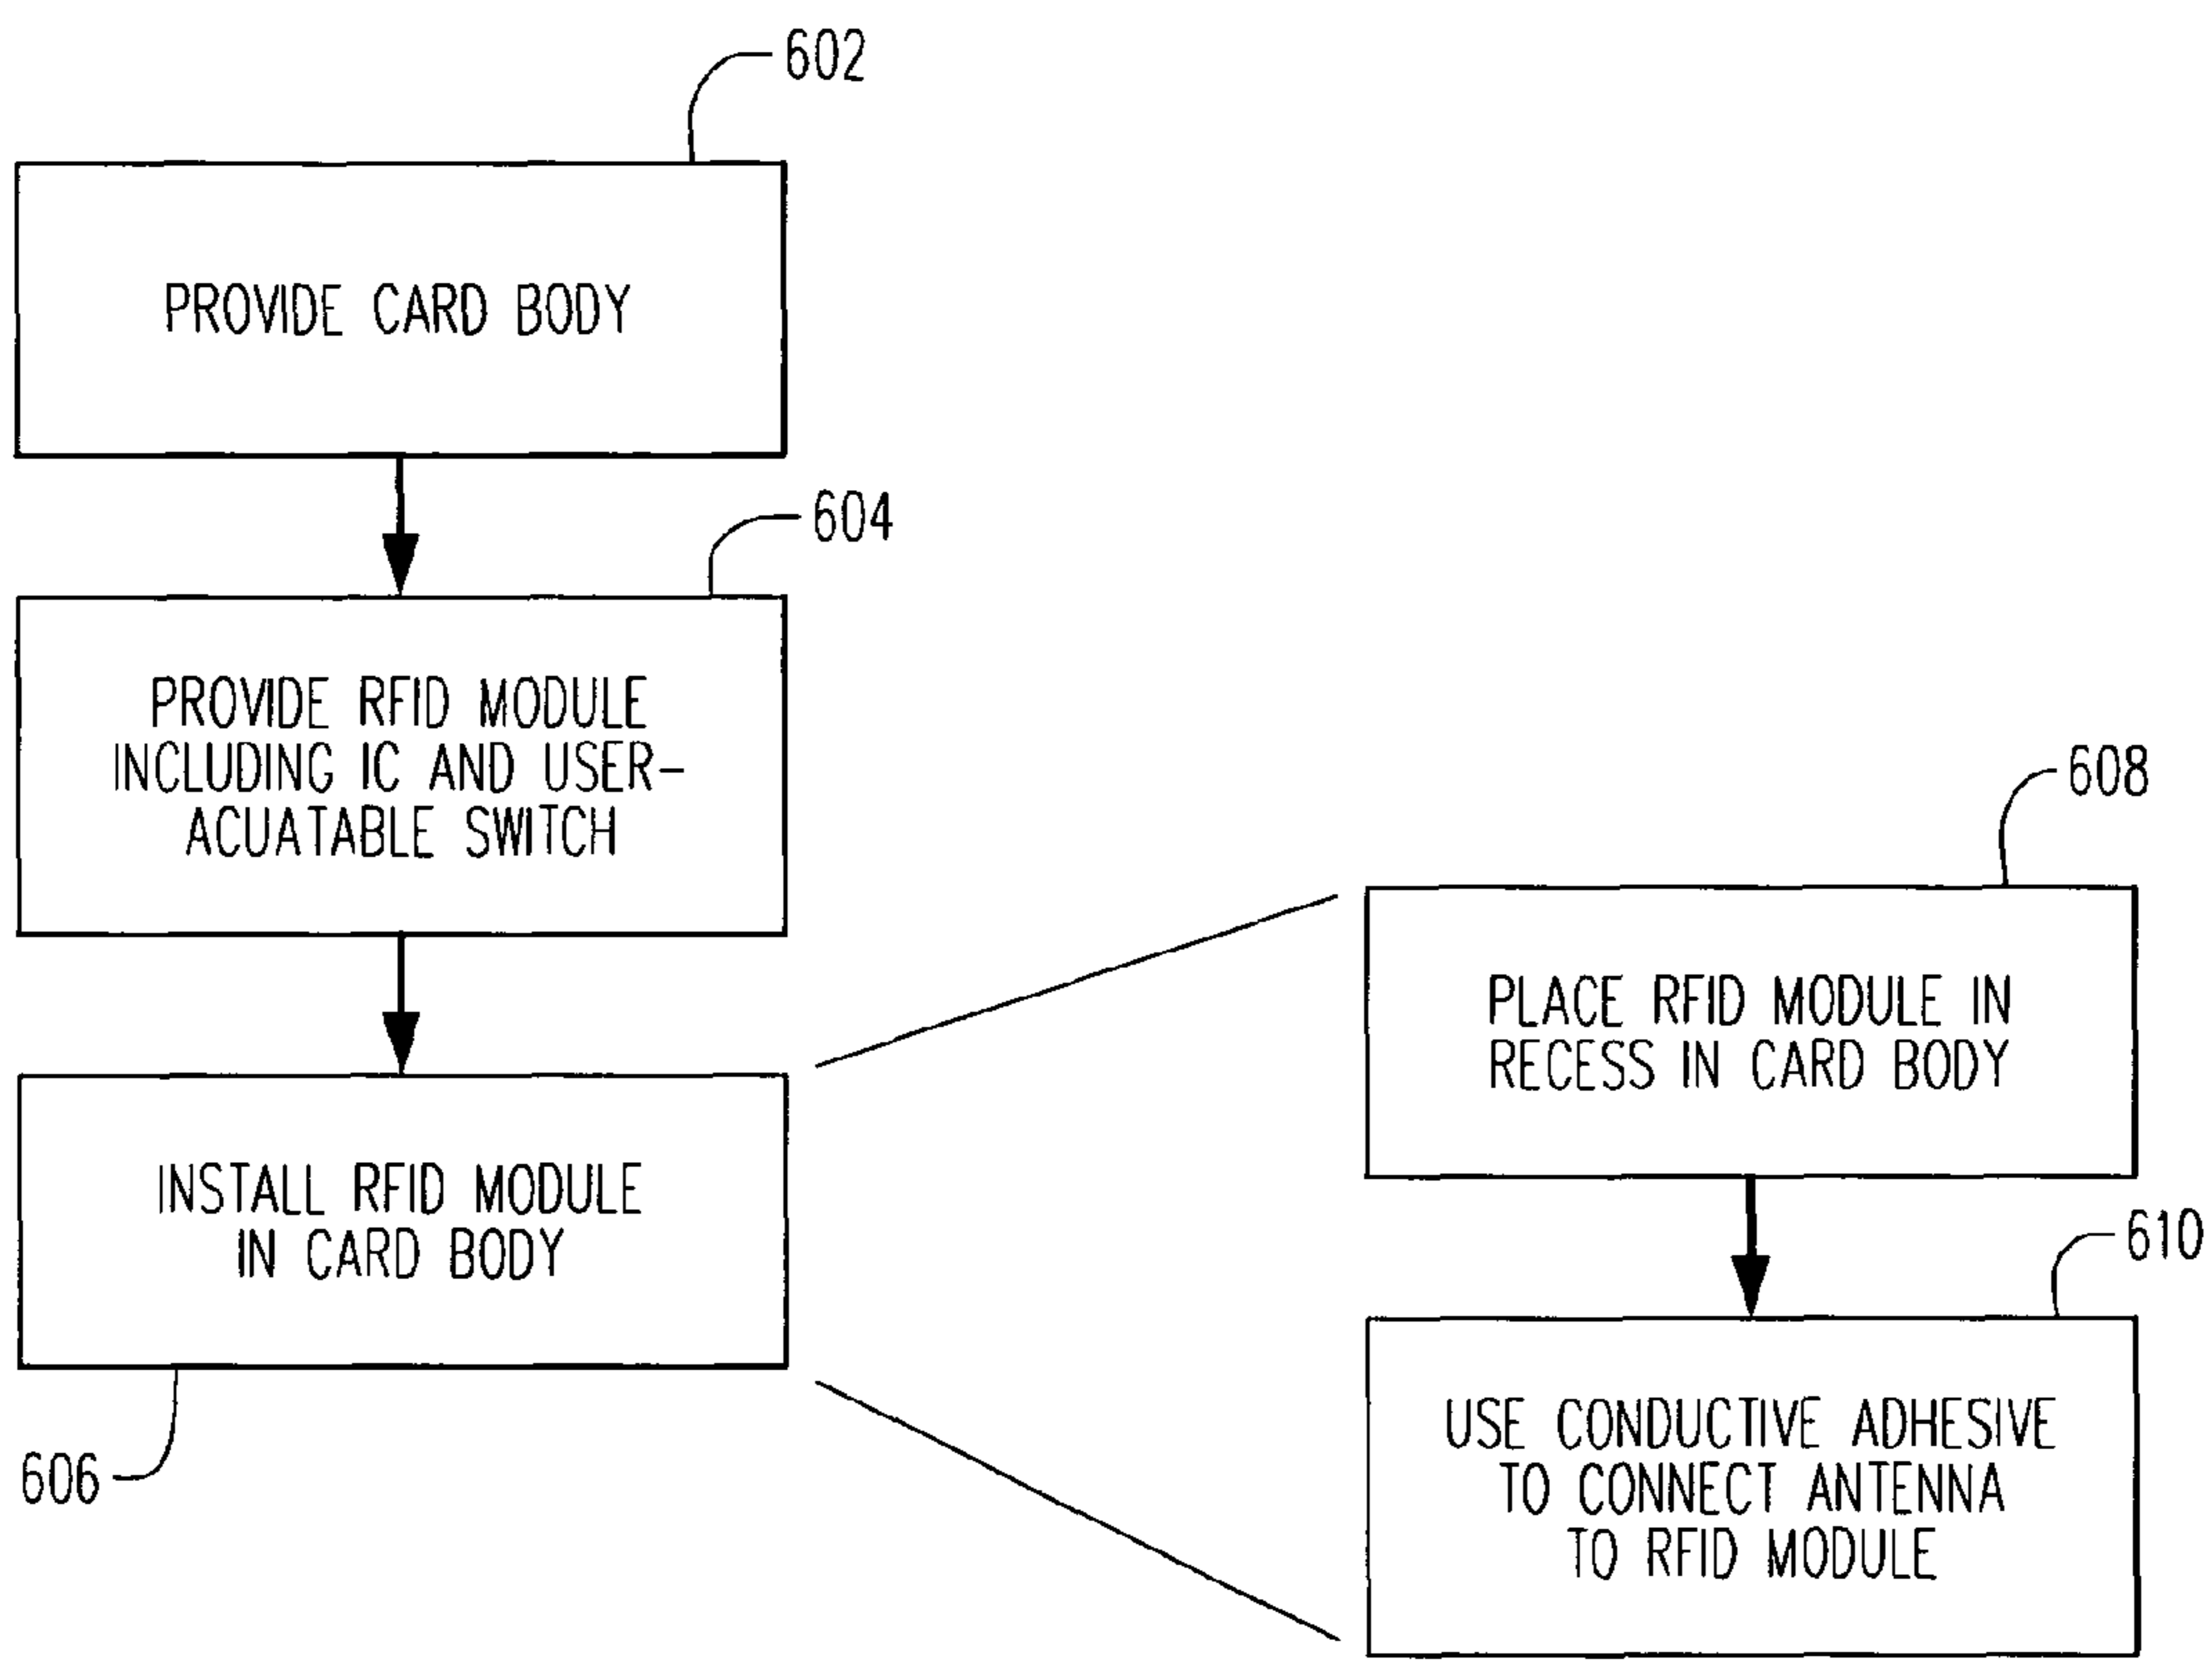 602
PROVIDE CARD BODY
604
PROVIDE RFID MODULE
INCLUDING IC AND USER-
ACUATABLE SWITCH
606
INSTALL RFID MODULE
IN CARD BODY
608
PLACE RFID MODULE IN
RECESS IN CARD BODY
610
USE CONDUCTIVE ADHESIVE
TO CONNECT ANTENNA
TO RFID MODULE